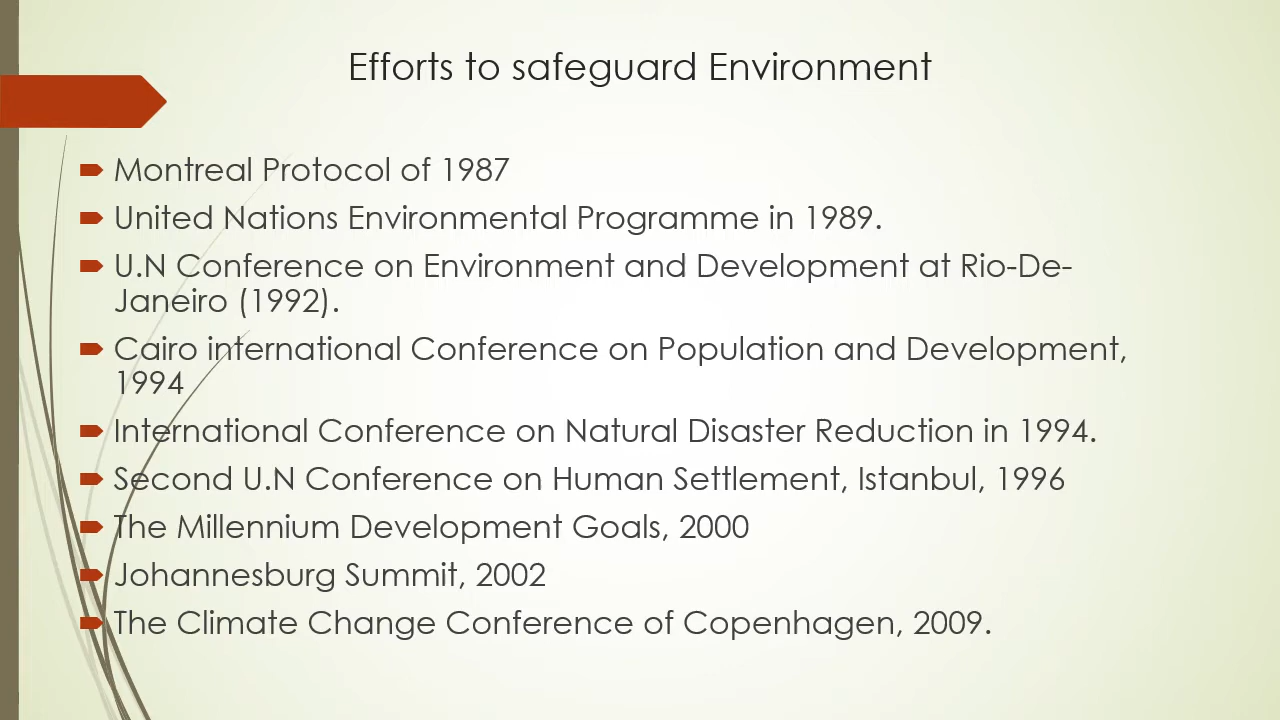 Efforts to safeguard Environment
Montreal Protocol of 1987
United Nations Environmental Programme in 1989.
U.N Conference on Environment and Development at Rio-De-
Janeiro (1992).
Cairo international Conference on Population and Development,
1994
International Conference on Natural Disaster Reduction in 1994.
Second U.N Conference on Human Settlement, Istanbul, 1996
The Millennium Development Goals, 2000
Johannesburg Summit, 2002
The Climate Change Conference of Copenhagen, 2009.